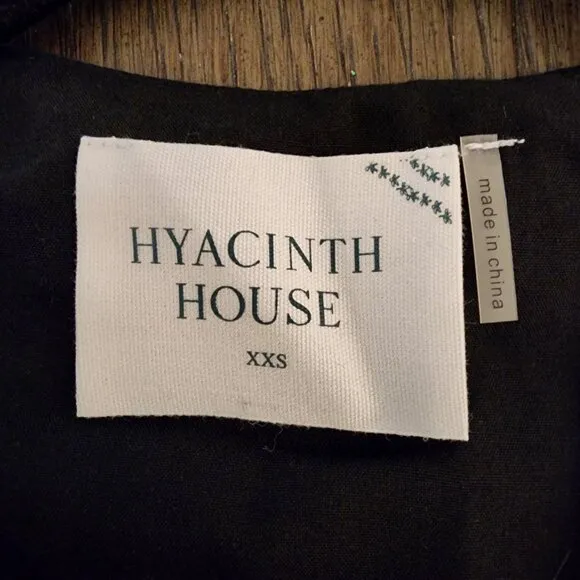 HYACINTH
HOUSE
XXS
made in china